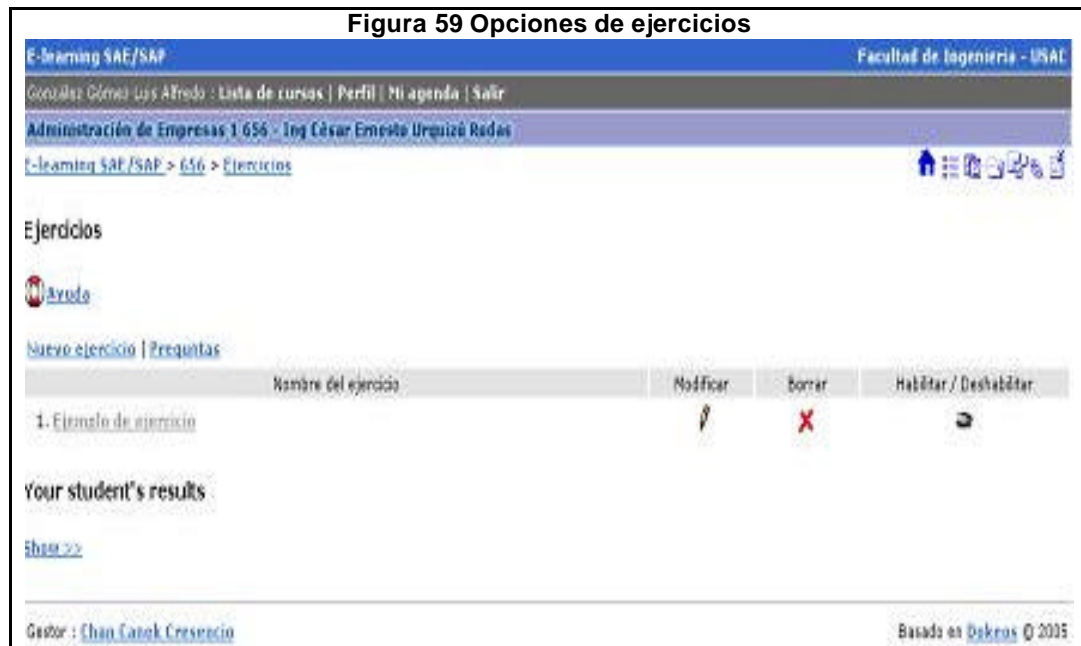 Figura 59 Opciones de ejercicios
E-learning SAE/SAP Facultad de Ingenieria - USAC
González Gómez Luis Alfredo : Lista de cursos | Perfil | Mi agenda | Salir
Administración de Empresas 1 656 - Ing César Ernesto Urquizú Rodas
E-learning SAE/SAP > 656 > Ejercicios
Ejercicios
Ayuda
Nuevo ejercicio | Preguntas
Nombre del ejercicio Modificar Borrar Habilitar / Deshabilitar
1. Ejemplo de ejercicio
Your student's results
Show >>
Gestor : Chan Canek Cresencio Basado en Dokeos © 2005